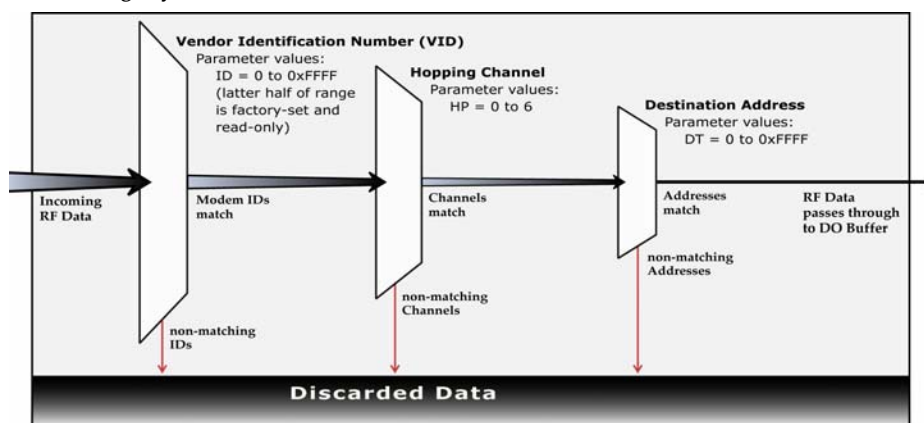 Vendor Identification Number (VID)
Parameter values:
ID = 0 to 0xFFFF
(latter half of range
is factory-set and
read-only)
Hopping Channel
Parameter values:
HP = 0 to 6
Destination Address
Parameter values:
DT = 0 to 0xFFFF
Incoming
RF Data
Modem IDs
match
Channels
match
Addresses
match
RF Data
passes through
to DO Buffer
non-matching
IDs
non-matching
Channels
non-matching
Addresses
Discarded Data